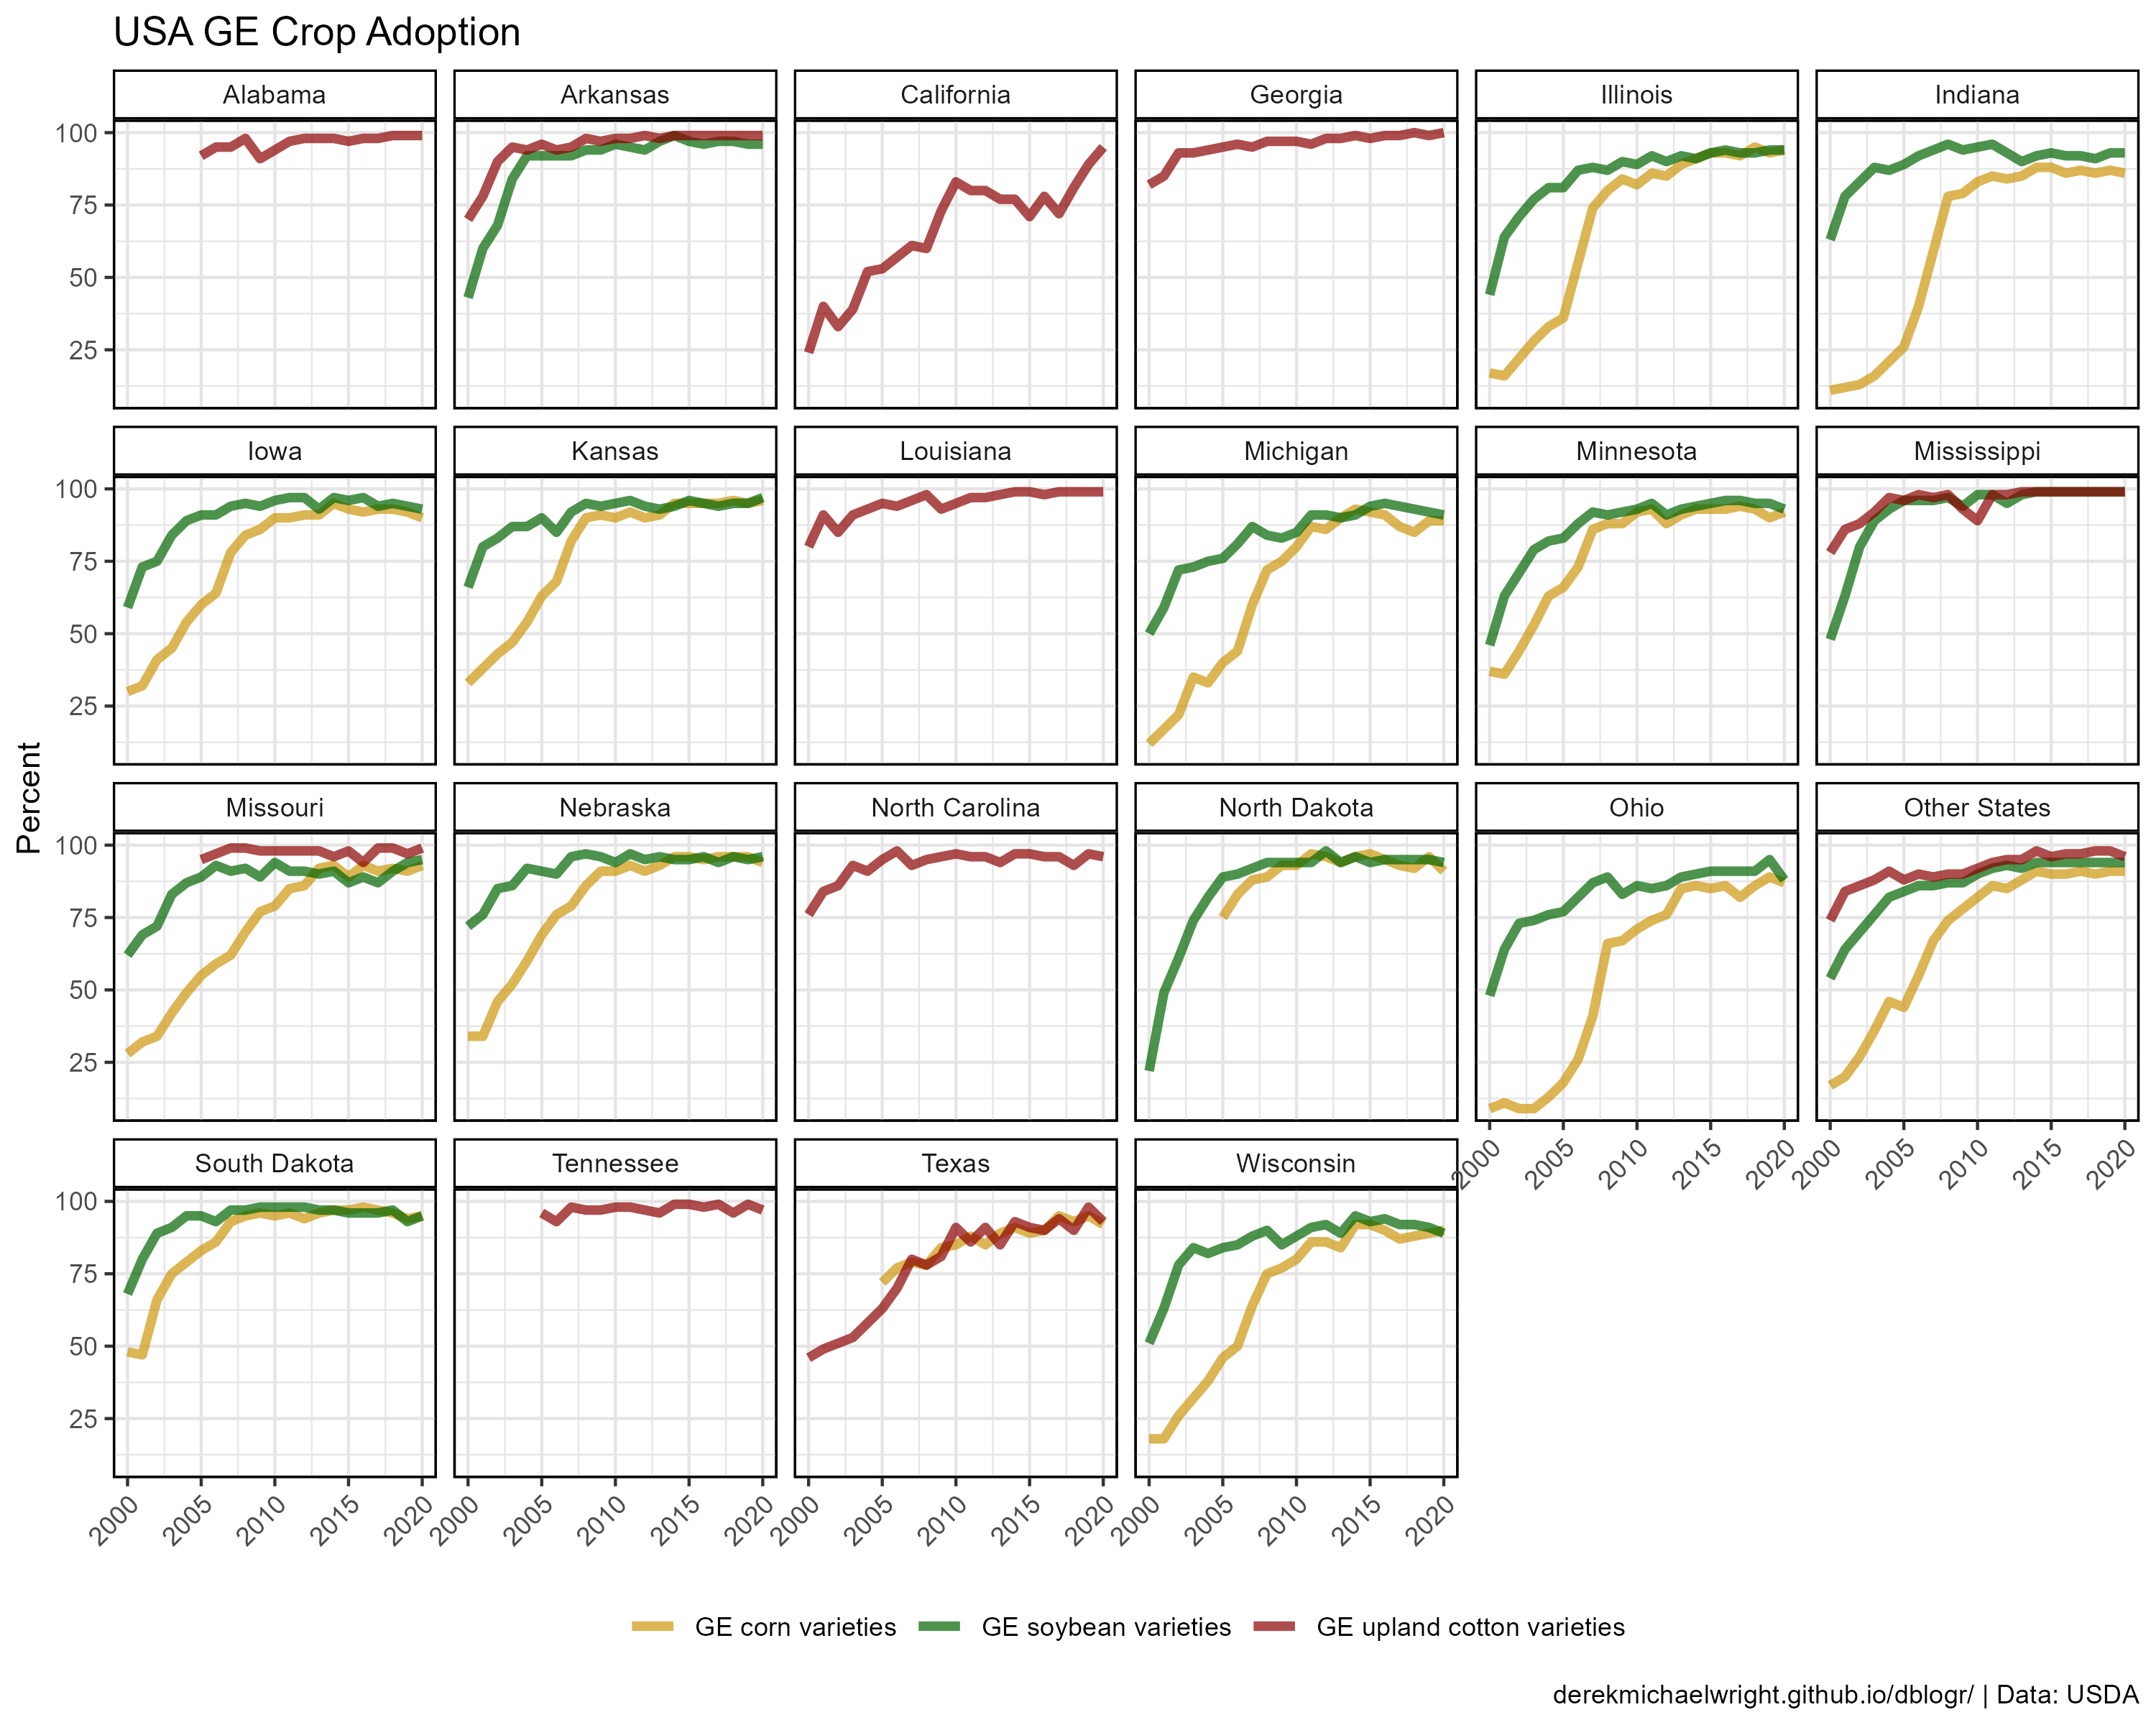 USA GE Crop Adoption
Alabama Arkansas California Georgia Illinois Indiana
100
75
50
25
Iowa Kansas Louisiana Michigan Minnesota Mississippi
100
75
50
25
Percent
Missouri Nebraska North Carolina North Dakota Ohio Other States
100
75
50
25
2000 2005 2010 2015 2020 2000 2005 2010 2015 2020
South Dakota Tennessee Texas Wisconsin
100
75
50
25
2000 2005 2010 2015 2020 2000 2005 2010 2015 2020 2000 2005 2010 2015 2020 2000 2005 2010 2015 2020
GE corn varieties GE soybean varieties GE upland cotton varieties
derekmichaelwright.github.io/dblogr/ | Data: USDA